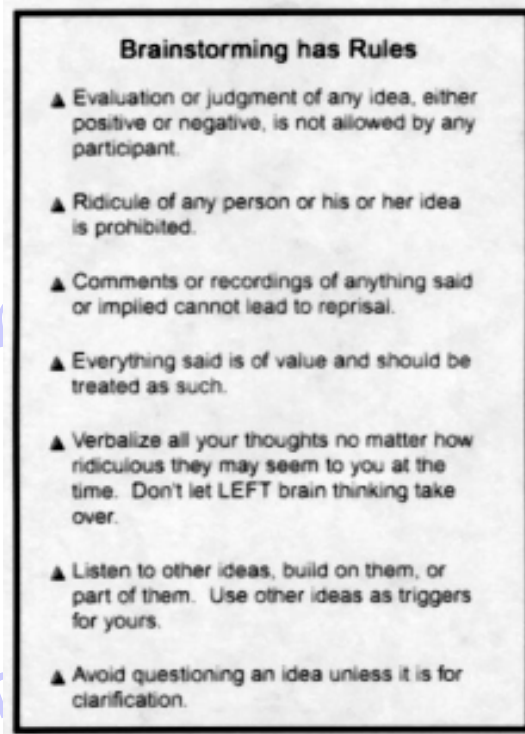 Brainstorming has Rules
▲ Evaluation or judgment of any idea, either
positive or negative, is not allowed by any
participant.
▲ Ridicule of any person or his or her idea
is prohibited.
▲ Comments or recordings of anything said
or implied cannot lead to reprisal.
▲ Everything said is of value and should be
treated as such.
▲ Verbalize all your thoughts no matter how
ridiculous they may seem to you at the
time. Don't let LEFT brain thinking take
over.
▲ Listen to other ideas, build on them, or
part of them. Use other ideas as triggers
for yours.
▲ Avoid questioning an idea unless it is for
clarification.